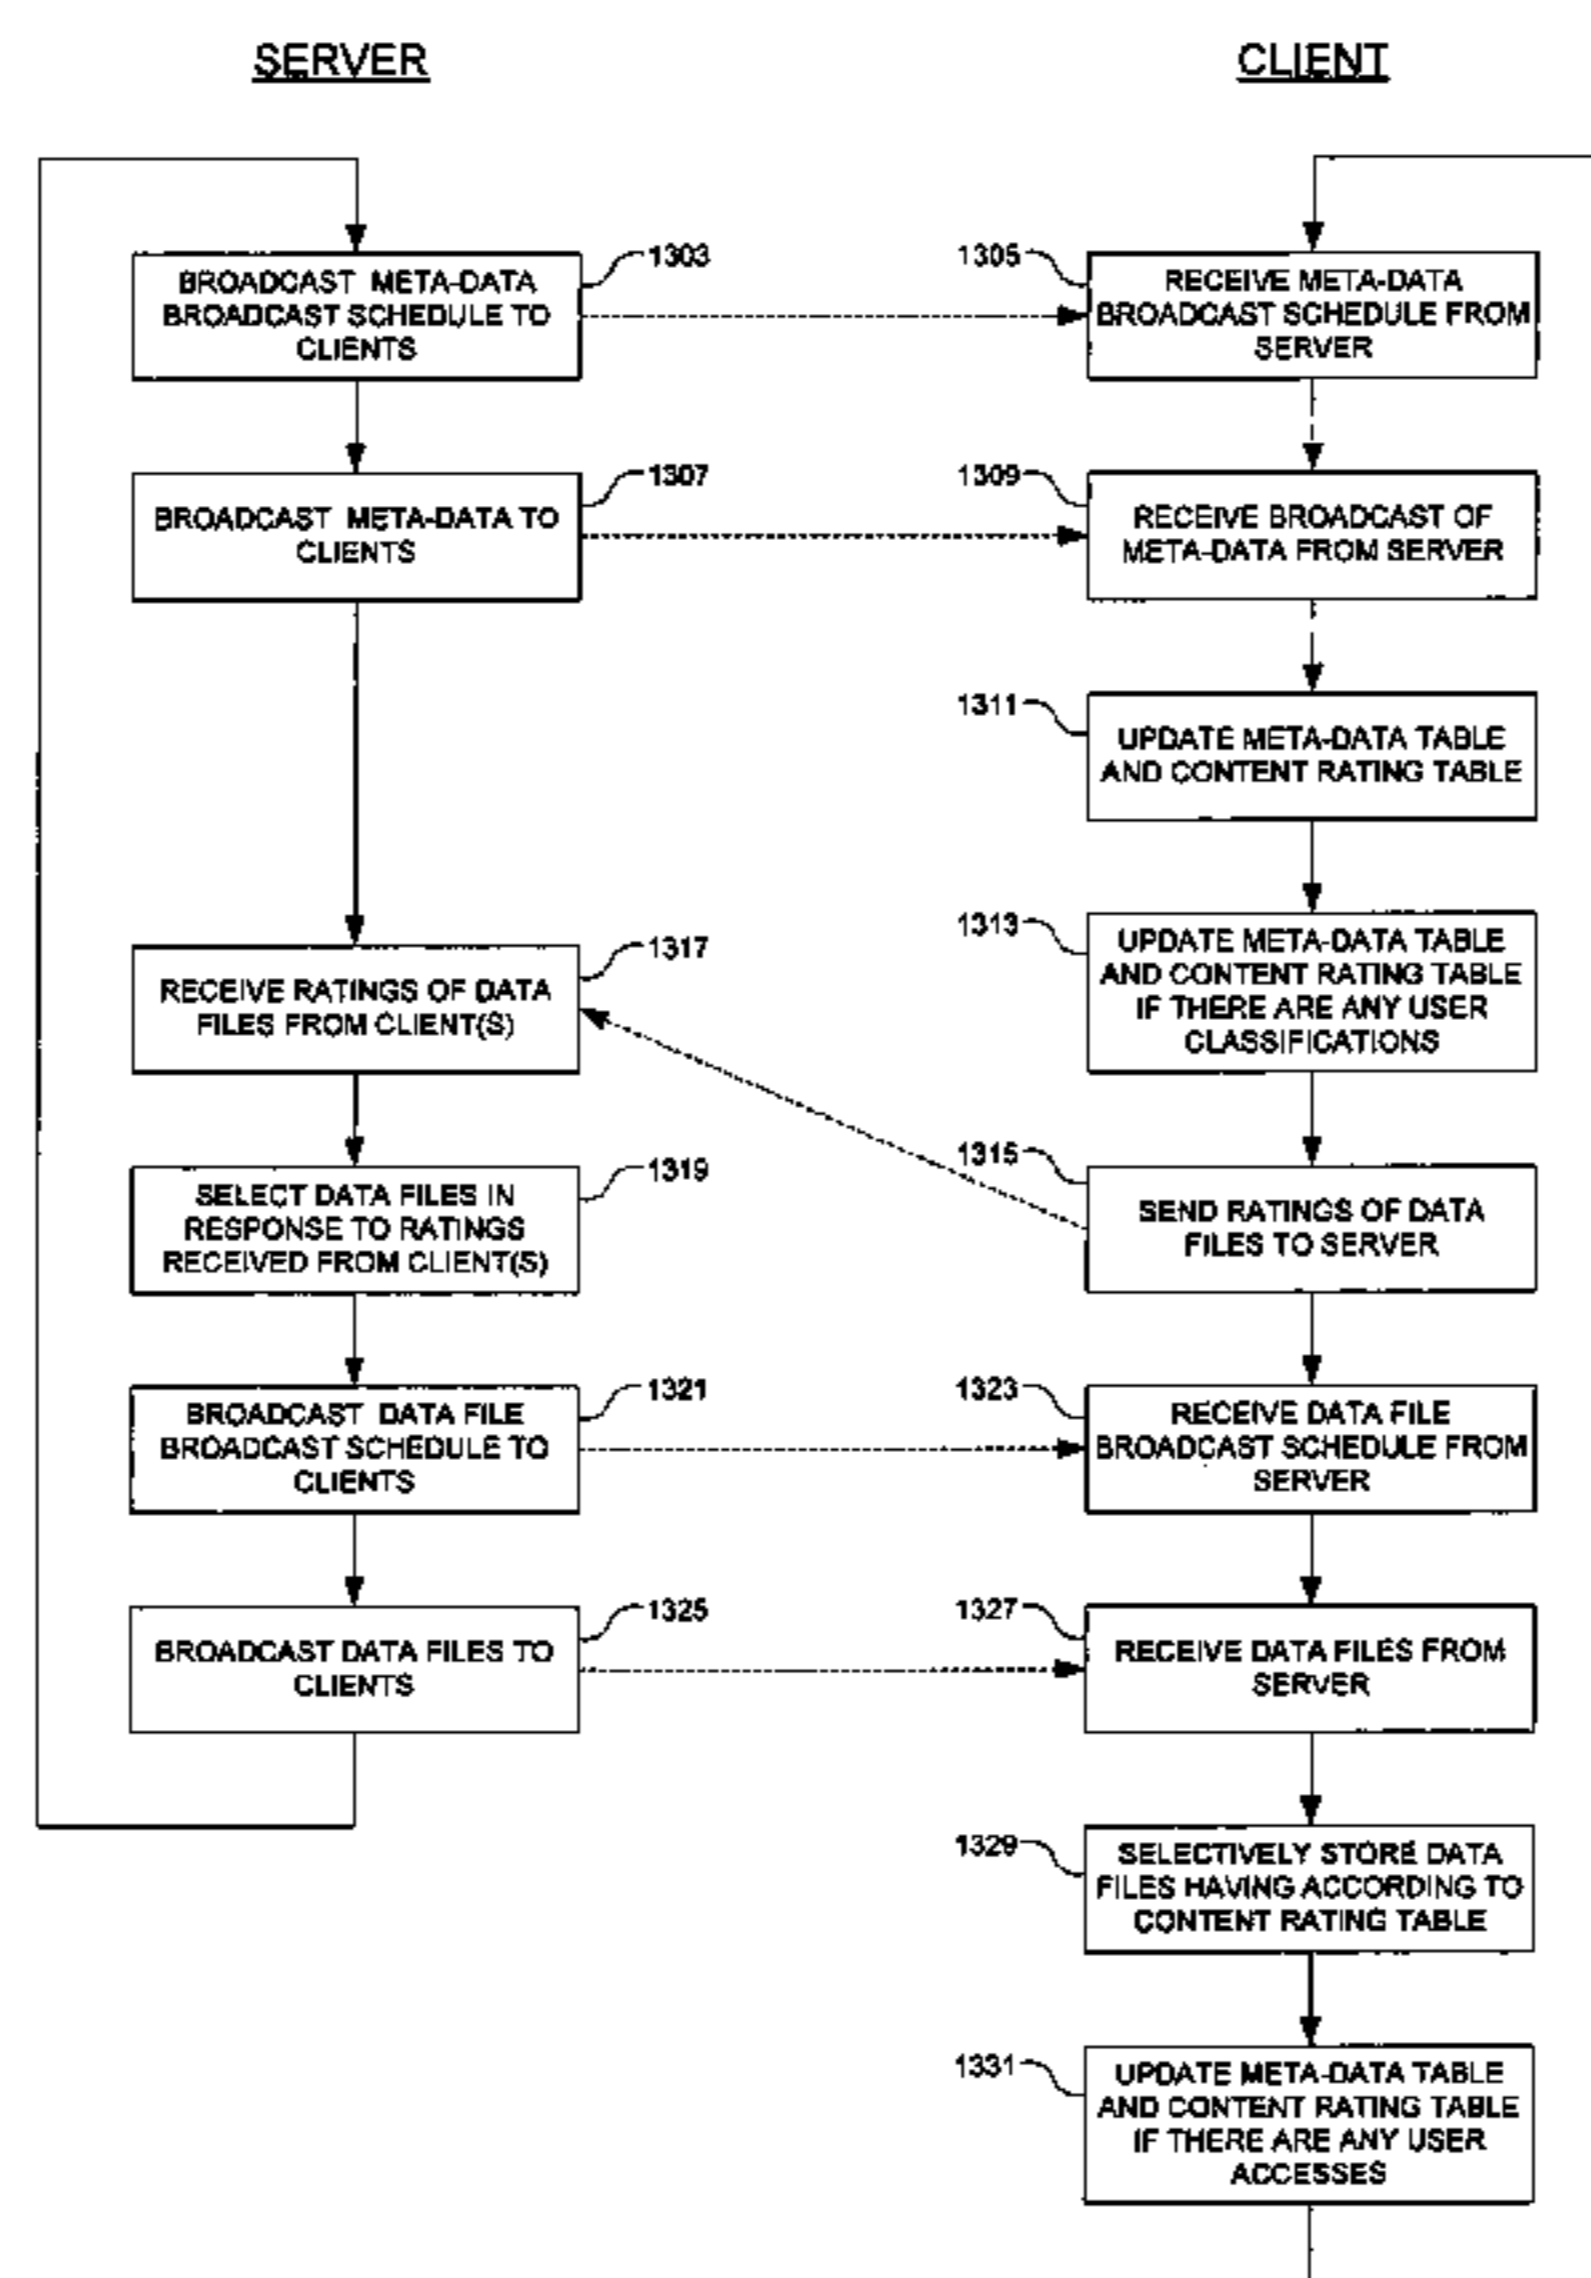 SERVER
CLIENT
1303
BROADCAST META-DATA
BROADCAST SCHEDULE TO
CLIENTS
1305
RECEIVE META-DATA
BROADCAST SCHEDULE FROM
SERVER
1307
BROADCAST META-DATA TO
CLIENTS
1309
RECEIVE BROADCAST OF
META-DATA FROM SERVER
1311
UPDATE META-DATA TABLE
AND CONTENT RATING TABLE
1313
UPDATE META-DATA TABLE
AND CONTENT RATING TABLE
IF THERE ARE ANY USER
CLASSIFICATIONS
1317
RECEIVE RATINGS OF DATA
FILES FROM CLIENT(S)
1315
SEND RATINGS OF DATA
FILES TO SERVER
1319
SELECT DATA FILES IN
RESPONSE TO RATINGS
RECEIVED FROM CLIENT(S)
1321
BROADCAST DATA FILE
BROADCAST SCHEDULE TO
CLIENTS
1323
RECEIVE DATA FILE
BROADCAST SCHEDULE FROM
SERVER
1325
BROADCAST DATA FILES TO
CLIENTS
1327
RECEIVE DATA FILES FROM
SERVER
1329
SELECTIVELY STORE DATA
FILES HAVING ACCORDING TO
CONTENT RATING TABLE
1331
UPDATE META-DATA TABLE
AND CONTENT RATING TABLE
IF THERE ARE ANY USER
ACCESSES